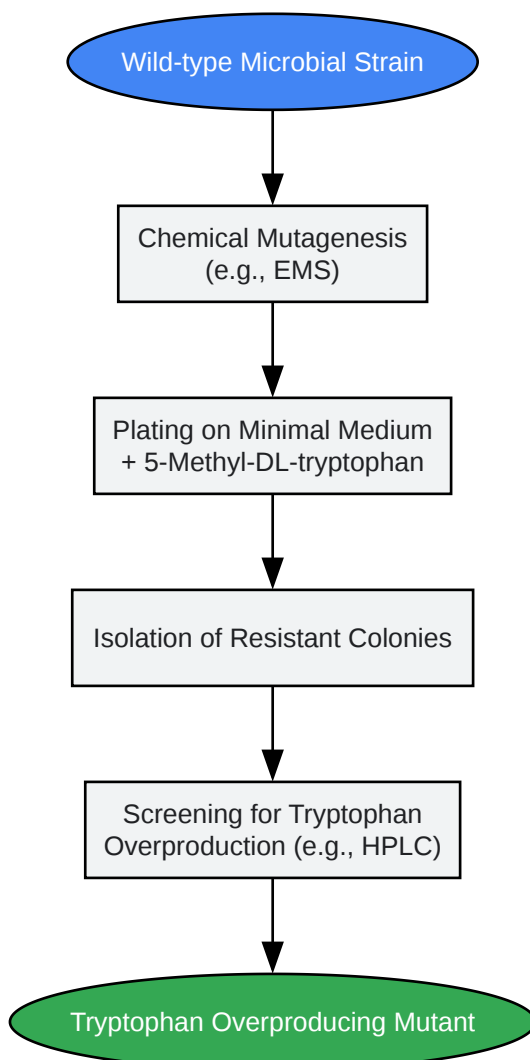 Wild-type Microbial Strain
Chemical Mutagenesis
(e.g., EMS)
Plating on Minimal Medium
+ 5-Methyl-DL-tryptophan
Isolation of Resistant Colonies
Screening for Tryptophan
Overproduction (e.g., HPLC)
Tryptophan Overproducing Mutant